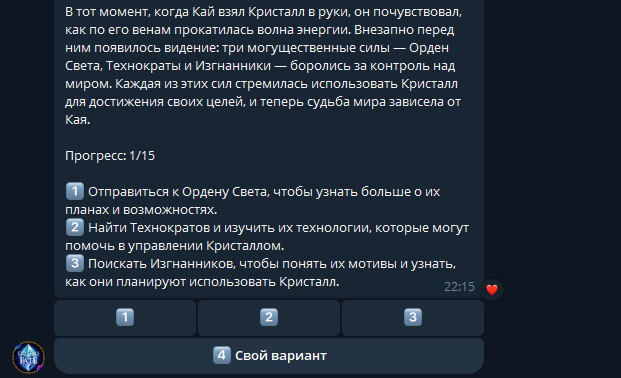 В тот момент, когда Кай взял Кристалл в руки, он почувствовал,
как по его венам прокатилась волна энергии. Внезапно перед
ним появилось видение: три могущественные силы — Орден
Света, Технократы и Изгнанники — боролись за контроль над
миром. Каждая из этих сил стремилась использовать Кристалл
для достижения своих целей, и теперь судьба мира зависела от
Кая.
Прогресс: 1/15
1 Отправиться к Ордену Света, чтобы узнать больше о их
планах и возможностях.
2 Найти Технократов и изучить их технологии, которые могут
помочь в управлении Кристаллом.
3 Поискать Изгнанников, чтобы понять их мотивы и узнать,
как они планируют использовать Кристалл.
22:15
1 2 3
4 Свой вариант